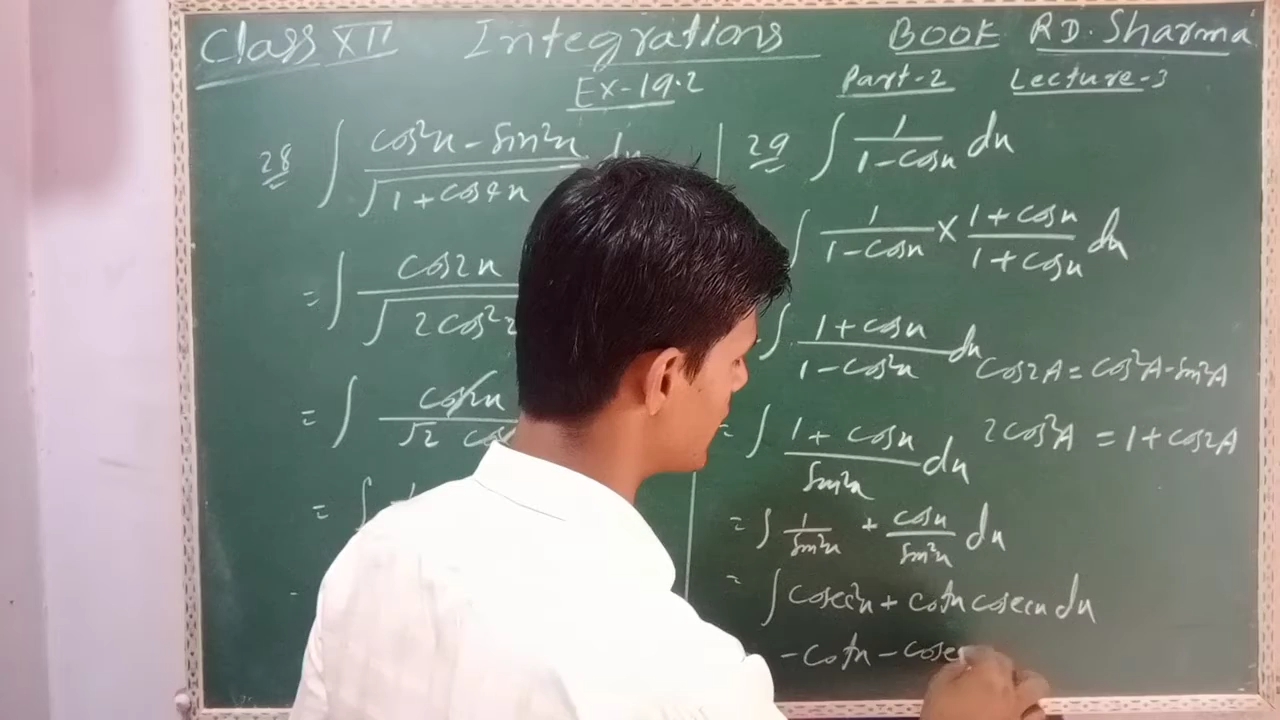 Class XII Integrations Book RD. Sharma
Ex-19.2 Part-2 Lecture-3
28 ∫ cos²x - sin²x / √1 + cos4x dx
= ∫ cos2x / √2cos²2
= ∫ cos2x / √2 cos
= ∫
29 ∫ 1 / 1 - cosx dx
∫ 1 / 1 - cosx × 1 + cosx / 1 + cosx dx
∫ 1 + cosx / 1 - cos²x dx
= ∫ 1 + cosx / sin²x dx
= ∫ 1 / sin²x + cosx / sin²x dx
= ∫ cosec²x + cotx cosecx dx
- cotx - cosec
cos2A = cos²A - sin²A
2cos²A = 1 + cos2A